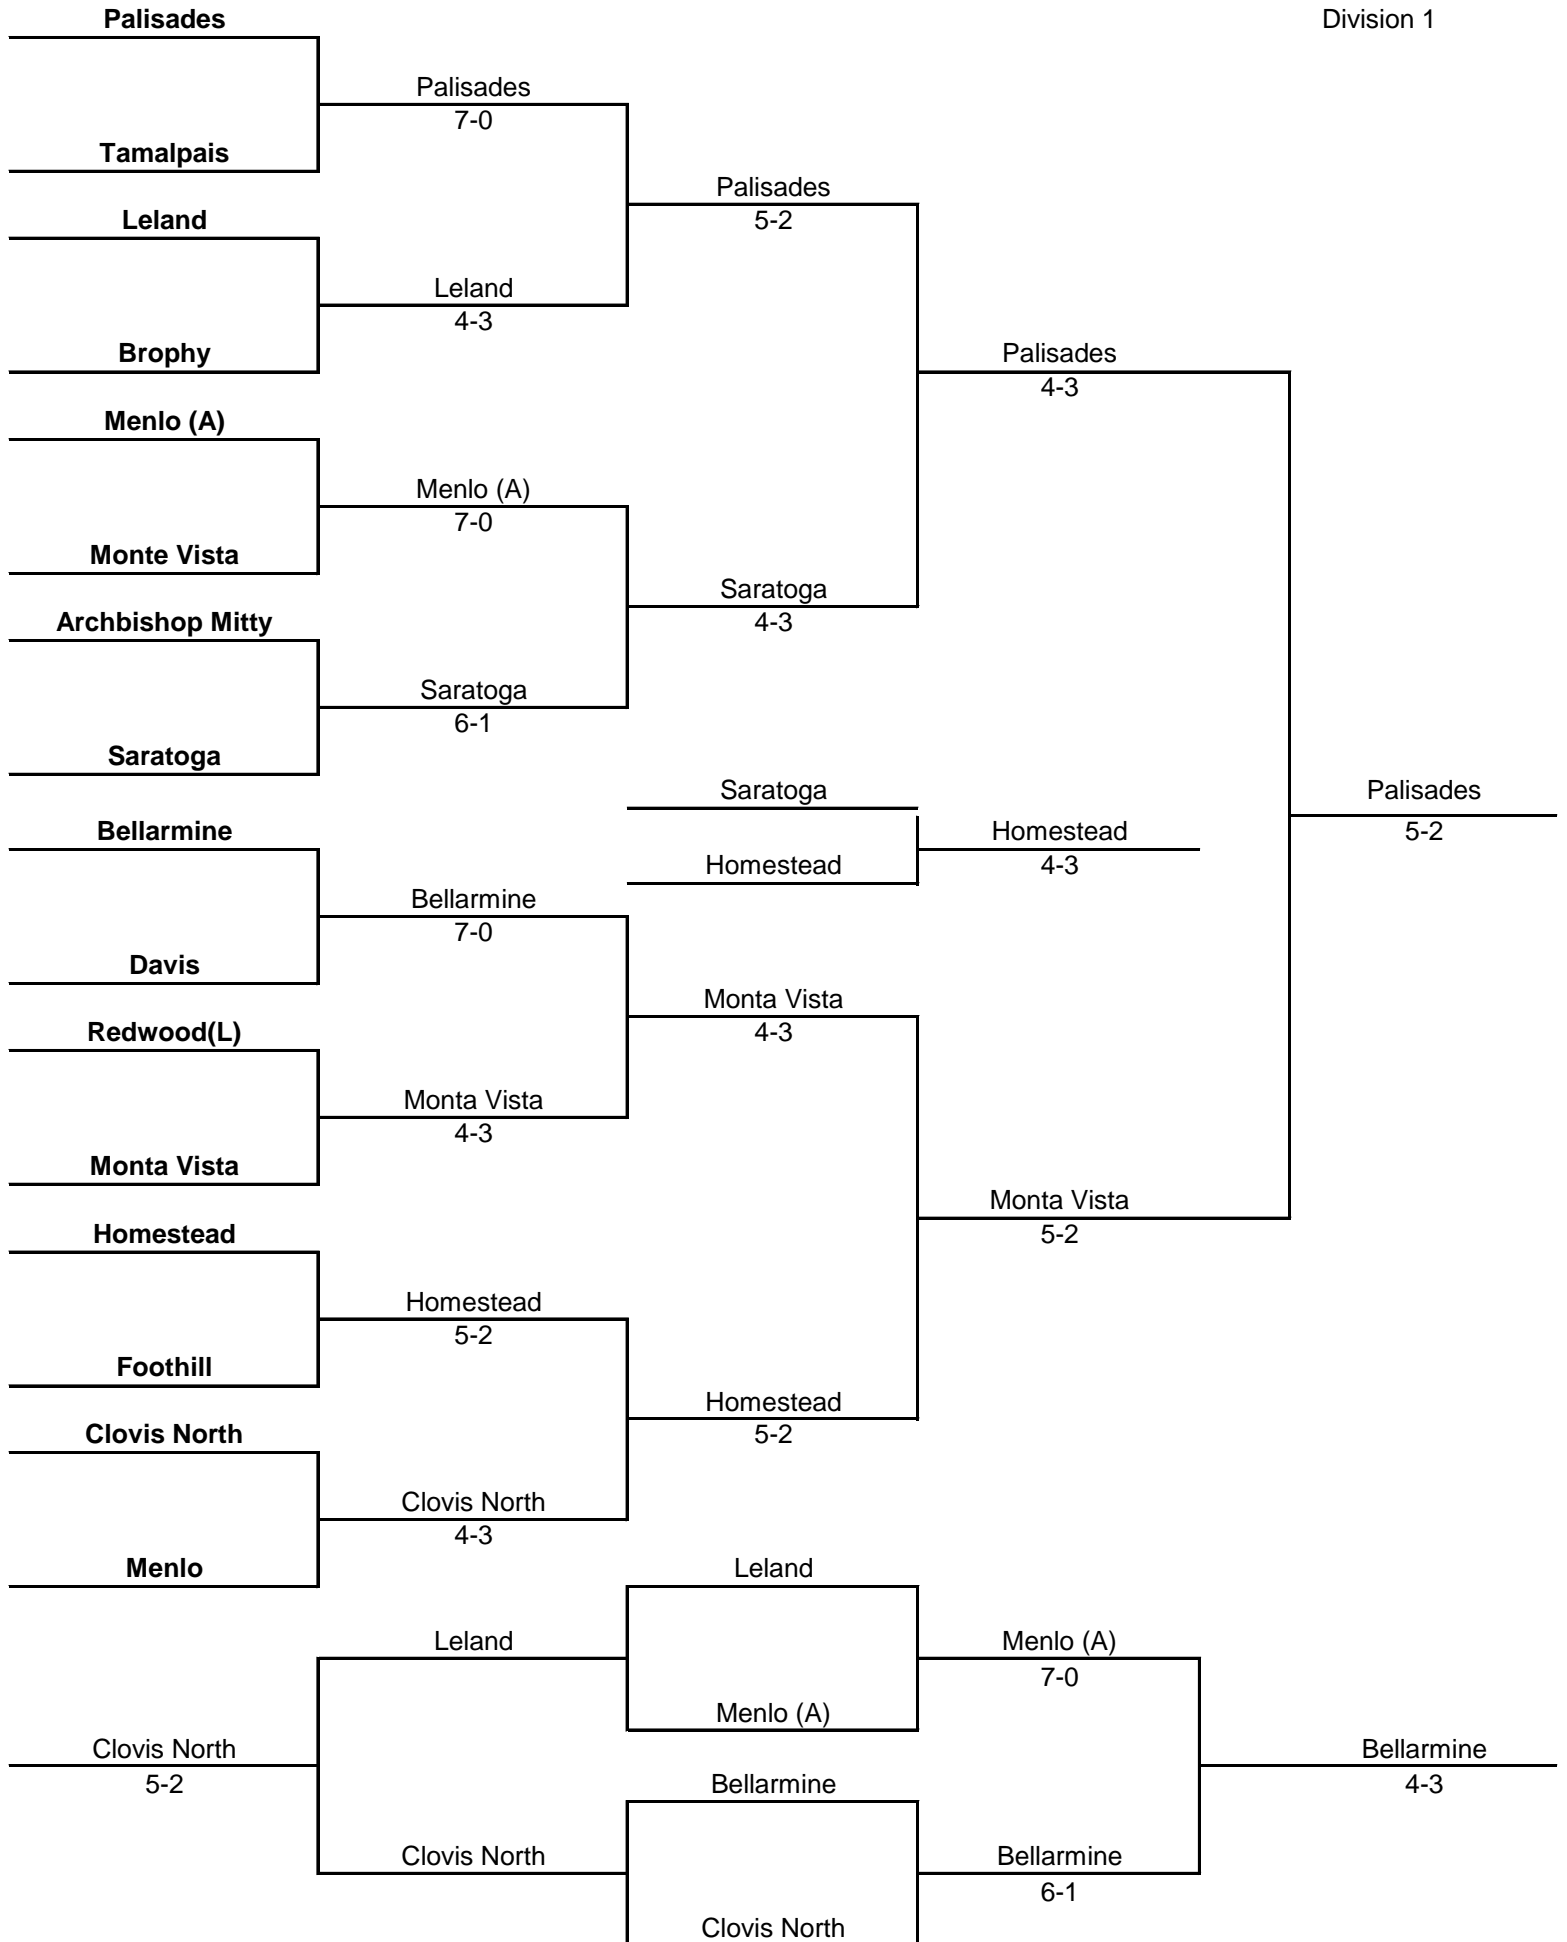 Palisades
Division 1
Palisades
7-0
Tamalpais
Palisades
5-2
Leland
Leland
4-3
Brophy
Palisades
4-3
Menlo (A)
Menlo (A)
7-0
Monte Vista
Saratoga
4-3
Archbishop Mitty
Saratoga
6-1
Saratoga
Saratoga
Palisades
5-2
Bellarmine
Homestead
4-3
Homestead
Bellarmine
7-0
Davis
Monta Vista
4-3
Redwood(L)
Monta Vista
4-3
Monta Vista
Monta Vista
5-2
Homestead
Homestead
5-2
Foothill
Homestead
5-2
Clovis North
Clovis North
4-3
Menlo
Leland
Leland
Menlo (A)
7-0
Menlo (A)
Clovis North
5-2
Bellarmine
4-3
Bellarmine
Clovis North
Bellarmine
6-1
Clovis North